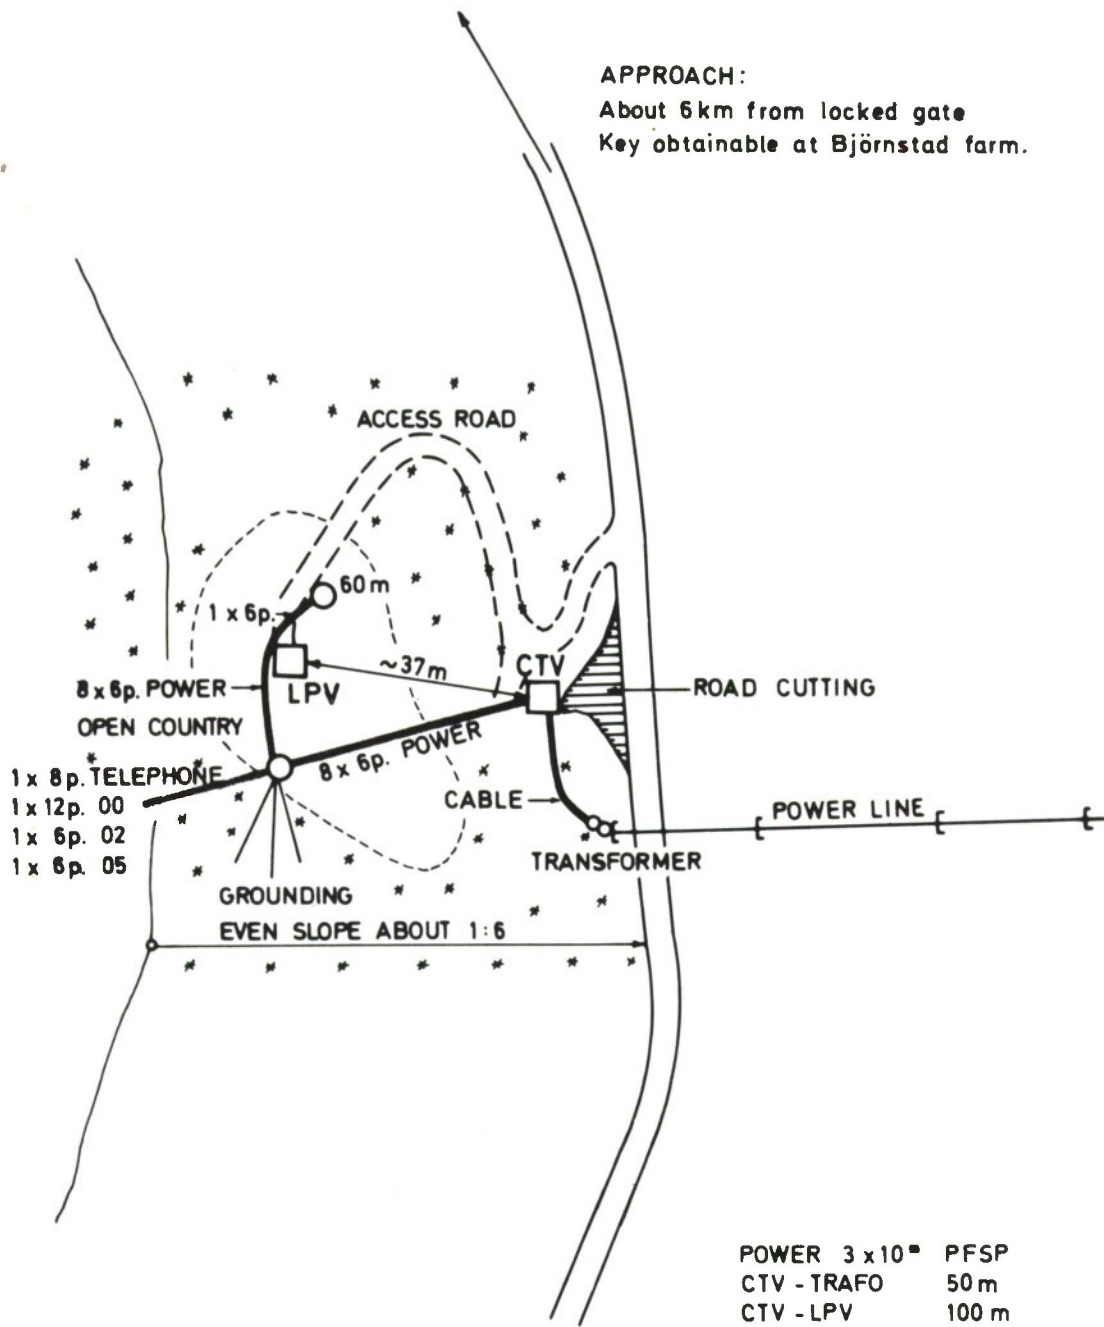 APPROACH:
About 6km from locked gate
Key obtainable at Björnstad farm.
ACCESS ROAD
60m
1 x 6p.
~37m
CTV
LPV
8 x 6p. POWER
ROAD CUTTING
OPEN COUNTRY
8 x 6p. POWER
1 x 8p. TELEPHONE
1 x 12p. 00
1 x 6p. 02
1 x 6p. 05
CABLE
POWER LINE
TRANSFORMER
GROUNDING
EVEN SLOPE ABOUT 1:6
POWER 3 x 10 PFSP
CTV - TRAFO 50 m
CTV - LPV 100 m